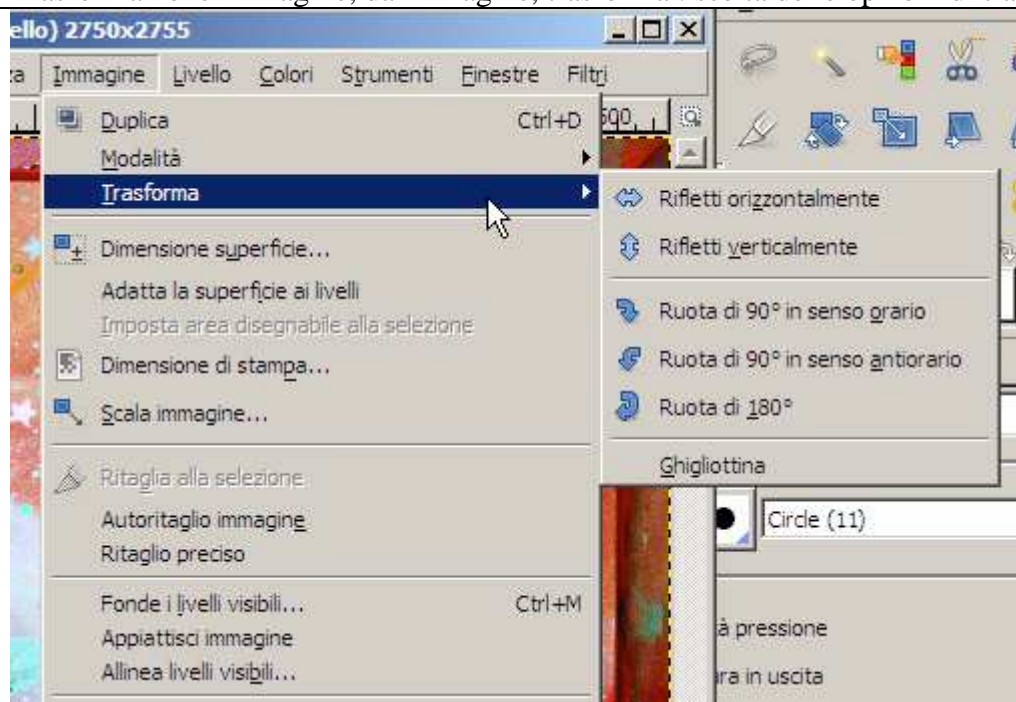 ello) 2750x2755
Immagine Livello Colori Strumenti Finestre Filtri
Duplica Ctrl+D
Modalità
Trasforma
Dimensione superficie...
Adatta la superficie ai livelli
Imposta area disegnabile alla selezione
Dimensione di stampa...
Scala immagine...
Ritaglia alla selezione
Autoritaglio immagine
Ritaglio preciso
Fonde i livelli visibili... Ctrl+M
Appiattisci immagine
Allinea livelli visibili...
Rifletti orizzontalmente
Rifletti verticalmente
Ruota di 90° in senso orario
Ruota di 90° in senso antiorario
Ruota di 180°
Ghigliottina
Circle (11)
à pressione
ura in uscita